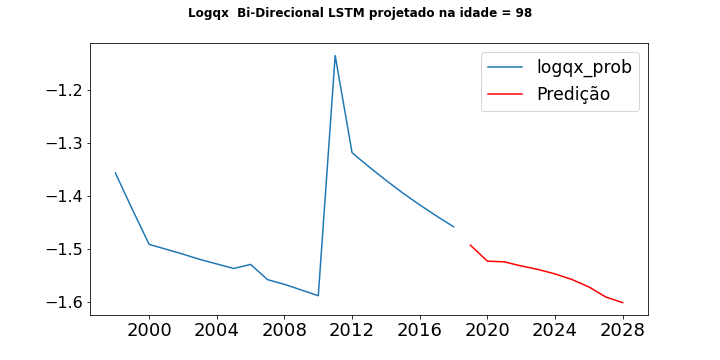 Logqx  Bi-Direcional LSTM projetado na idade = 98
logqx_prob
Predição
−1.2
−1.3
−1.4
−1.5
−1.6
2000 2004 2008 2012 2016 2020 2024 2028